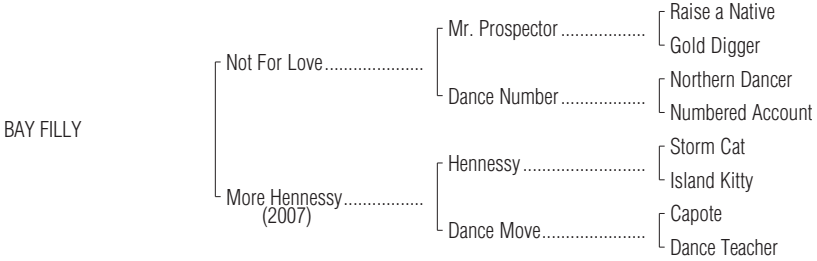 Raise a Native
Mr. Prospector ..................
Gold Digger
Not For Love.....................
Northern Dancer
Dance Number ..................
Numbered Account
BAY FILLY
Storm Cat
Hennessy ..........................
Island Kitty
More Hennessy.................
(2007)
Capote
Dance Move......................
Dance Teacher